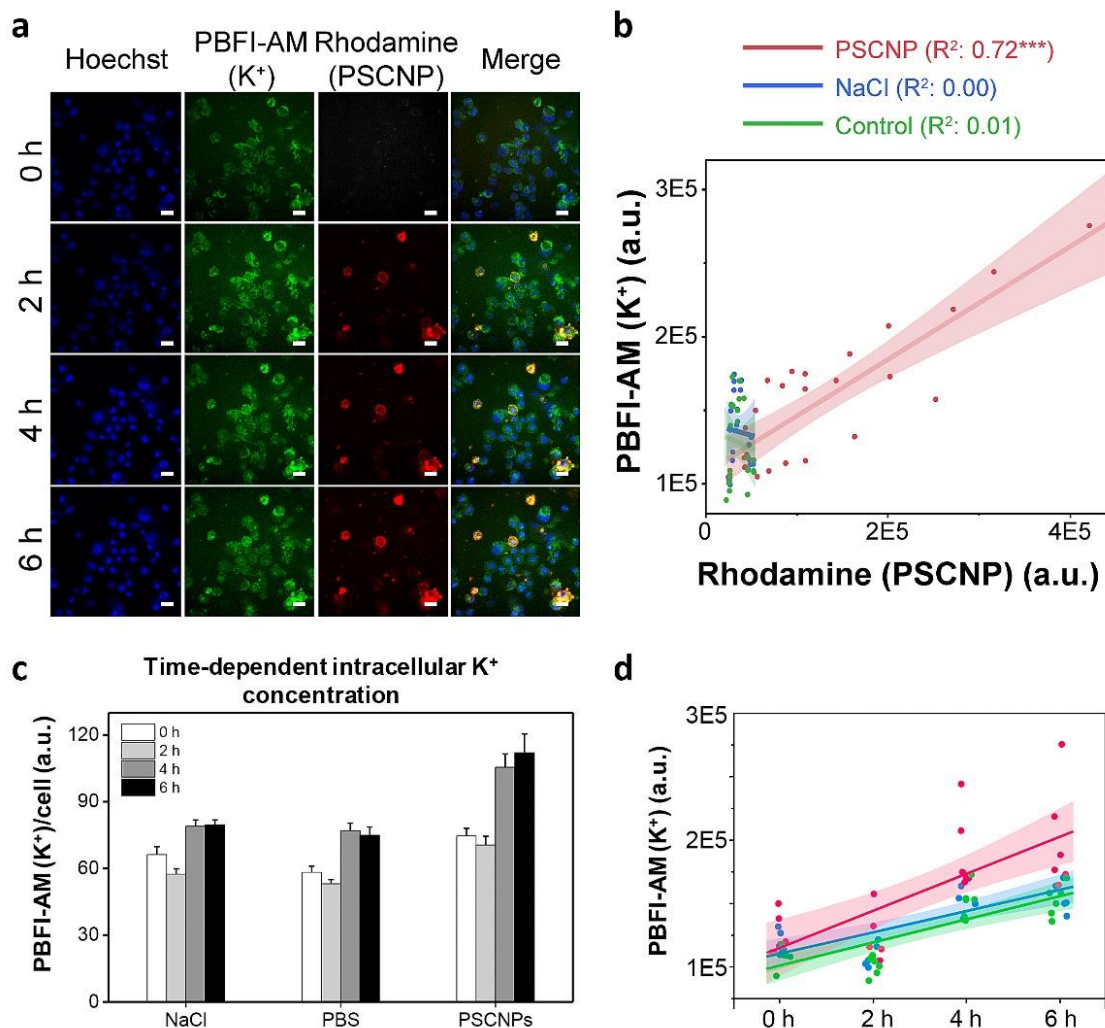 a
Hoechst PBFI-AM Rhodamine Merge
(K⁺) (PSCNP)
0 h
2 h
4 h
6 h
b
PSCNP (R²: 0.72***)
NaCl (R²: 0.00)
Control (R²: 0.01)
3E5
2E5
1E5
PBFI-AM (K⁺) (a.u.)
0 2E5 4E5
Rhodamine (PSCNP) (a.u.)
c
Time-dependent intracellular K⁺
concentration
0 h
2 h
4 h
6 h
120
90
60
30
0
PBFI-AM (K⁺)/cell (a.u.)
NaCl PBS PSCNPs
d
3E5
2E5
1E5
PBFI-AM (K⁺) (a.u.)
0 h 2 h 4 h 6 h